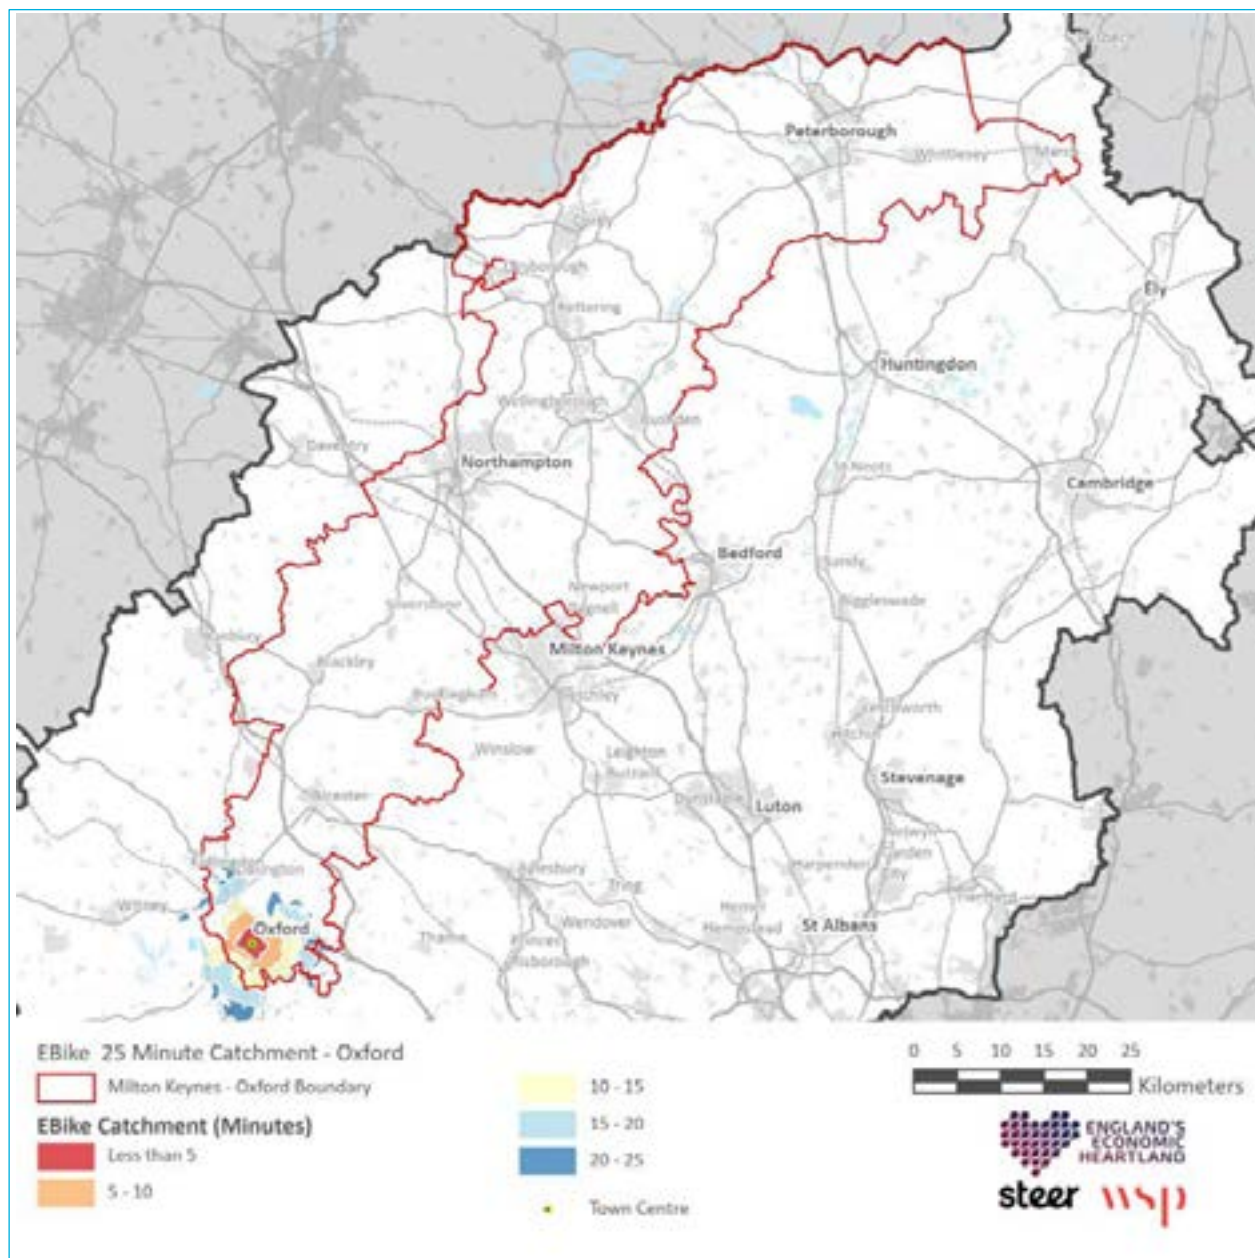 Peterborough
Whittlesey
March
Corby
Kettering
Ely
Huntingdon
Wellingborough
Rushden
Daventry
Northampton
St Neots
Cambridge
Bedford
Sandy
Newport
Pagnell
Silverstone
Biggleswade
Banbury
Milton Keynes
Brackley
Buckingham
Bletchley
Letchworth
Hitchin
Winslow
Leighton
Buzzard
Stevenage
Bicester
Dunstable
Luton
Welwyn
Garden
City
Harpenden
Kidlington
Aylesbury
Tring
Hertford
Witney
Oxford
Thame
Wendover
Hemel
Hempstead
St Albans
Princes
Risborough
EBike 25 Minute Catchment - Oxford
Milton Keynes - Oxford Boundary
EBike Catchment (Minutes)
Less than 5
5 - 10
10 - 15
15 - 20
20 - 25
Town Centre
0 5 10 15 20 25
Kilometers
ENGLAND'S
ECONOMIC
HEARTLAND
steer wsp